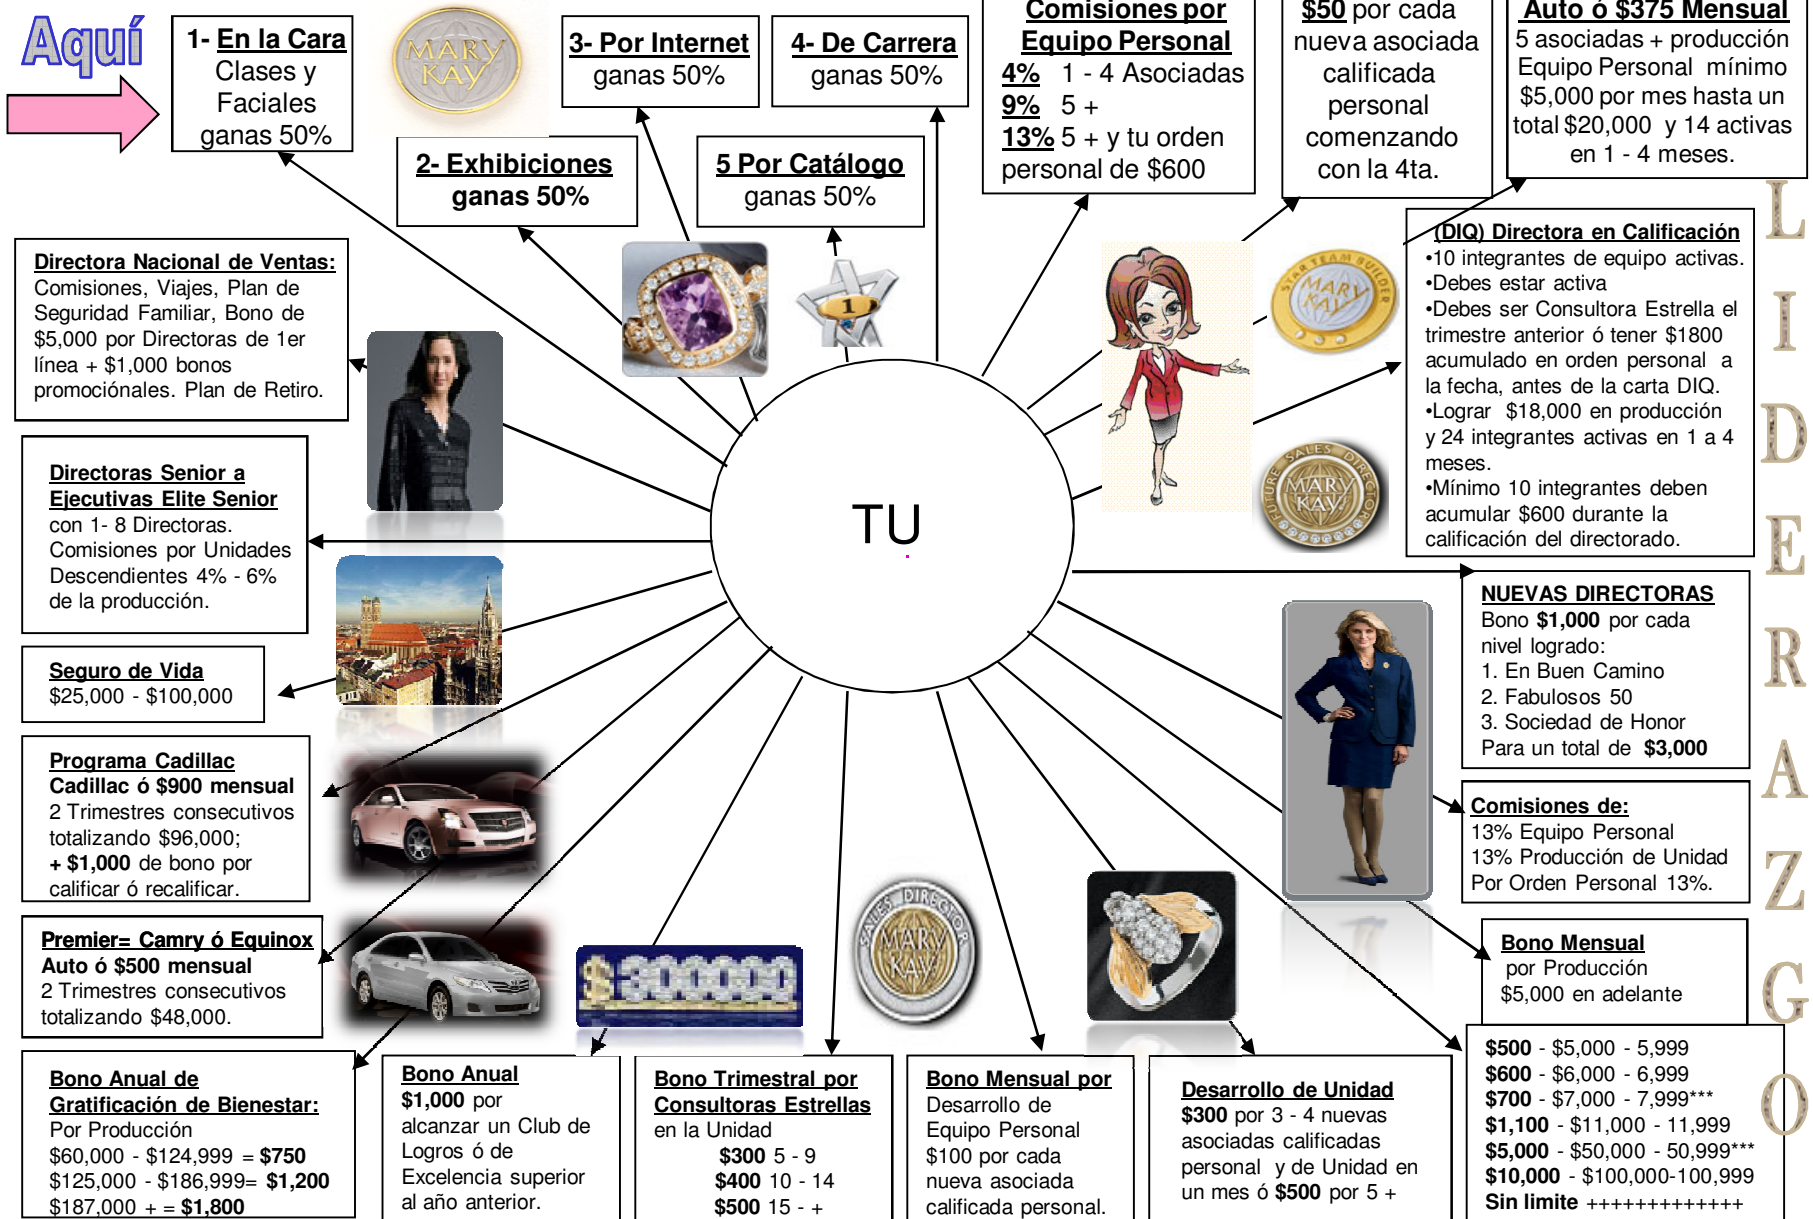 Aquí
1- En la Cara
Clases y
Faciales
ganas 50%
MARY
KAY
3- Por Internet
ganas 50%
4- De Carrera
ganas 50%
2- Exhibiciones
ganas 50%
5 Por Catálogo
ganas 50%
Comisiones por
Equipo Personal
4% 1 - 4 Asociadas
9% 5 +
13% 5 + y tu orden
personal de $600
$50 por cada
nueva asociada
calificada
personal
comenzando
con la 4ta.
Auto ó $375 Mensual
5 asociadas + producción
Equipo Personal mínimo
$5,000 por mes hasta un
total $20,000 y 14 activas
en 1 - 4 meses.
LIDERAZGO
(DIQ) Directora en Calificación
•10 integrantes de equipo activas.
•Debes estar activa
•Debes ser Consultora Estrella el
trimestre anterior ó tener $1800
acumulado en orden personal a
la fecha, antes de la carta DIQ.
•Lograr $18,000 en producción
y 24 integrantes activas en 1 a 4
meses.
•Mínimo 10 integrantes deben
acumular $600 durante la
calificación del directorado.
STAR TEAM BUILDER
MARY
KAY
FUTURE SALES DIRECTOR
MARY
KAY
1
TU
Directora Nacional de Ventas:
Comisiones, Viajes, Plan de
Seguridad Familiar, Bono de
$5,000 por Directoras de 1er
línea + $1,000 bonos
promociónales. Plan de Retiro.
Directoras Senior a
Ejecutivas Elite Senior
con 1- 8 Directoras.
Comisiones por Unidades
Descendientes 4% - 6%
de la producción.
Seguro de Vida
$25,000 - $100,000
Programa Cadillac
Cadillac ó $900 mensual
2 Trimestres consecutivos
totalizando $96,000;
+ $1,000 de bono por
calificar ó recalificar.
Premier= Camry ó Equinox
Auto ó $500 mensual
2 Trimestres consecutivos
totalizando $48,000.
Bono Anual de
Gratificación de Bienestar:
Por Producción
$60,000 - $124,999 = $750
$125,000 - $186,999= $1,200
$187,000 + = $1,800
$300000
SALES DIRECTOR
MARY
KAY
Bono Anual
$1,000 por
alcanzar un Club de
Logros ó de
Excelencia superior
al año anterior.
Bono Trimestral por
Consultoras Estrellas
en la Unidad
$300 5 - 9
$400 10 - 14
$500 15 - +
Bono Mensual por
Desarrollo de
Equipo Personal
$100 por cada
nueva asociada
calificada personal.
Desarrollo de Unidad
$300 por 3 - 4 nuevas
asociadas calificadas
personal y de Unidad en
un mes ó $500 por 5 +
NUEVAS DIRECTORAS
Bono $1,000 por cada
nivel logrado:
1. En Buen Camino
2. Fabulosos 50
3. Sociedad de Honor
Para un total de $3,000
Comisiones de:
13% Equipo Personal
13% Producción de Unidad
Por Orden Personal 13%.
Bono Mensual
por Producción
$5,000 en adelante
$500 - $5,000 - 5,999
$600 - $6,000 - 6,999
$700 - $7,000 - 7,999***
$1,100 - $11,000 - 11,999
$5,000 - $50,000 - 50,999***
$10,000 - $100,000-100,999
Sin limite +++++++++++++